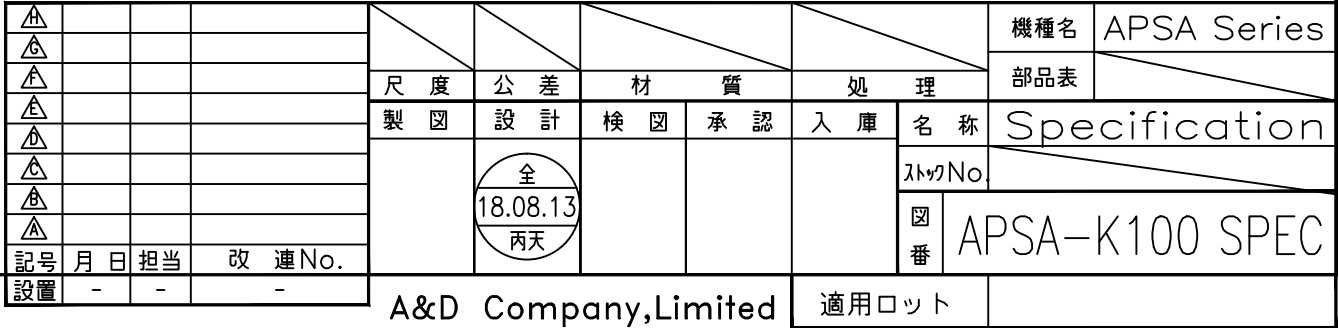 H
G
F
E
D
C
B
A
記号 月 日 担当 改 連No.
設置 - - -
尺 度 公 差 材 質 処 理
製 図 設 計 検 図 承 認 入 庫
全
18.08.13
丙天
機種名 APSA Series
部品表
名 称 Specification
ストックNo.
図番 APSA-K100 SPEC
A&D Company,Limited 適用ロット